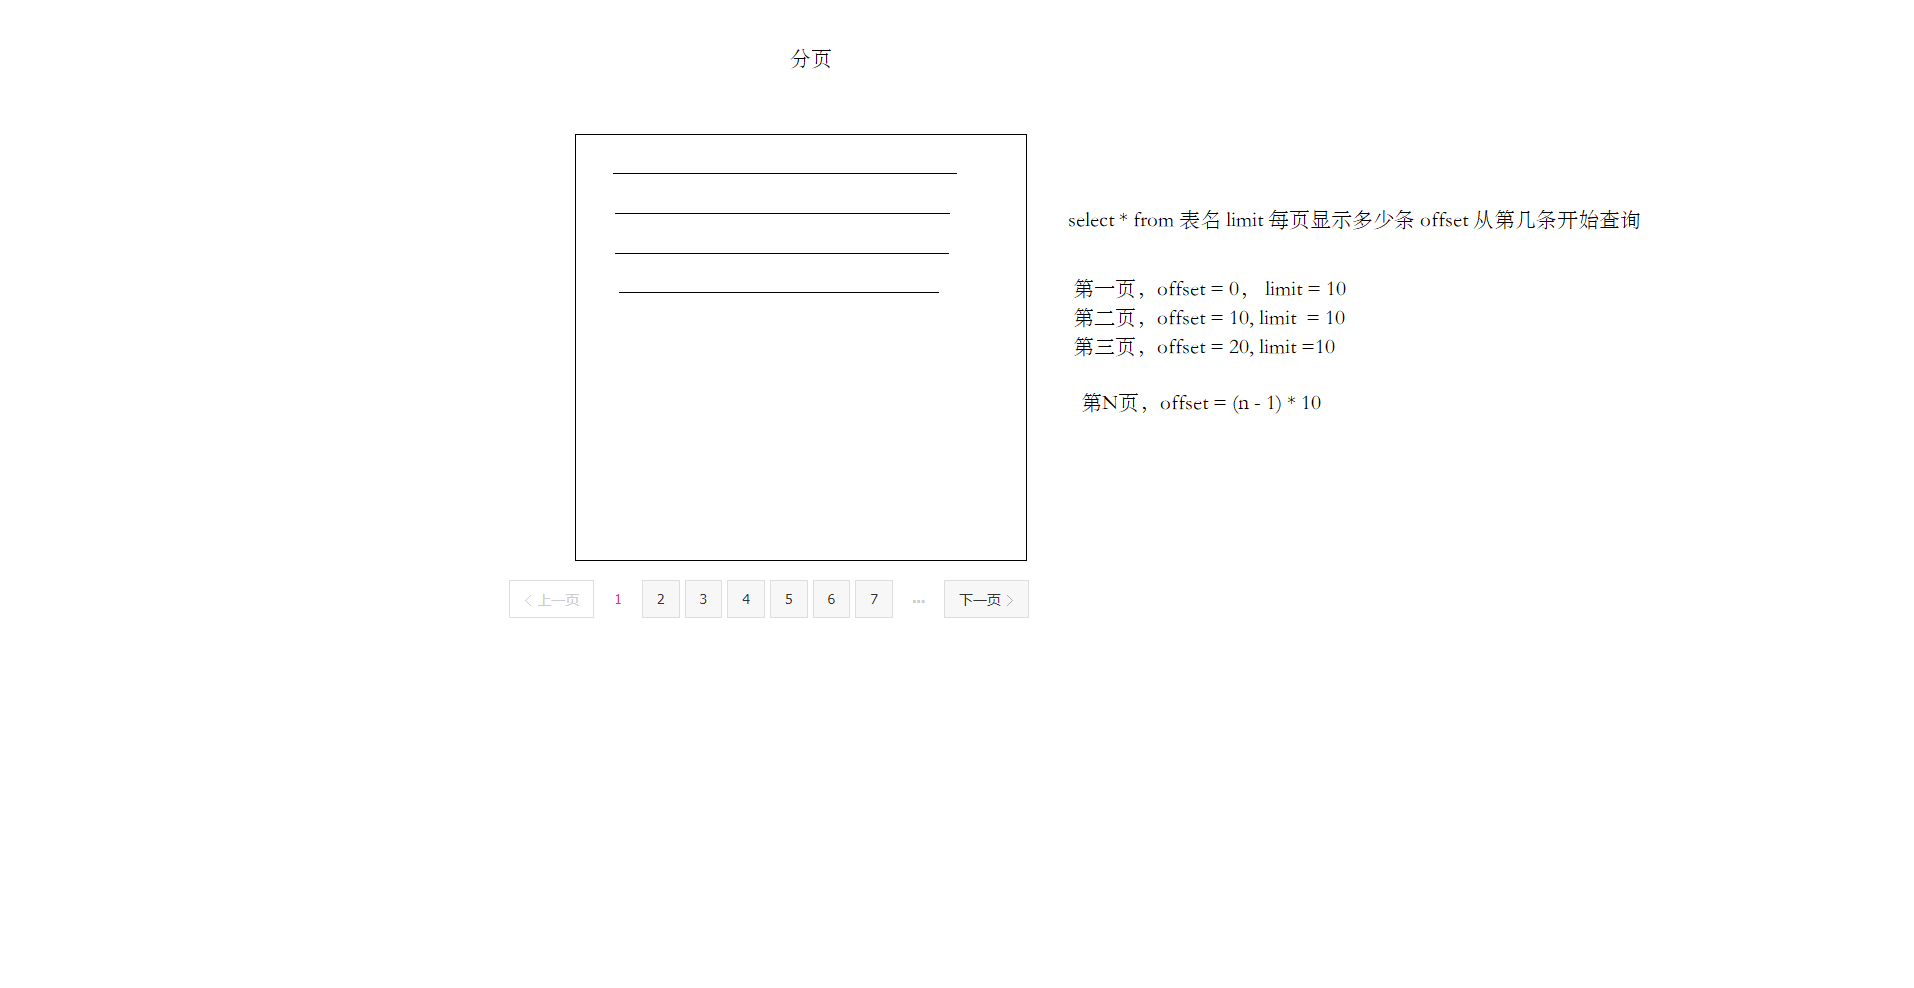 分页
select * from 表名 limit 每页显示多少条 offset 从第几条开始查询
第一页，offset = 0， limit = 10
第二页，offset = 10, limit  = 10
第三页，offset = 20, limit =10
第N页，offset = (n - 1) * 10
< 上一页 1 2 3 4 5 6 7 ... 下一页 >